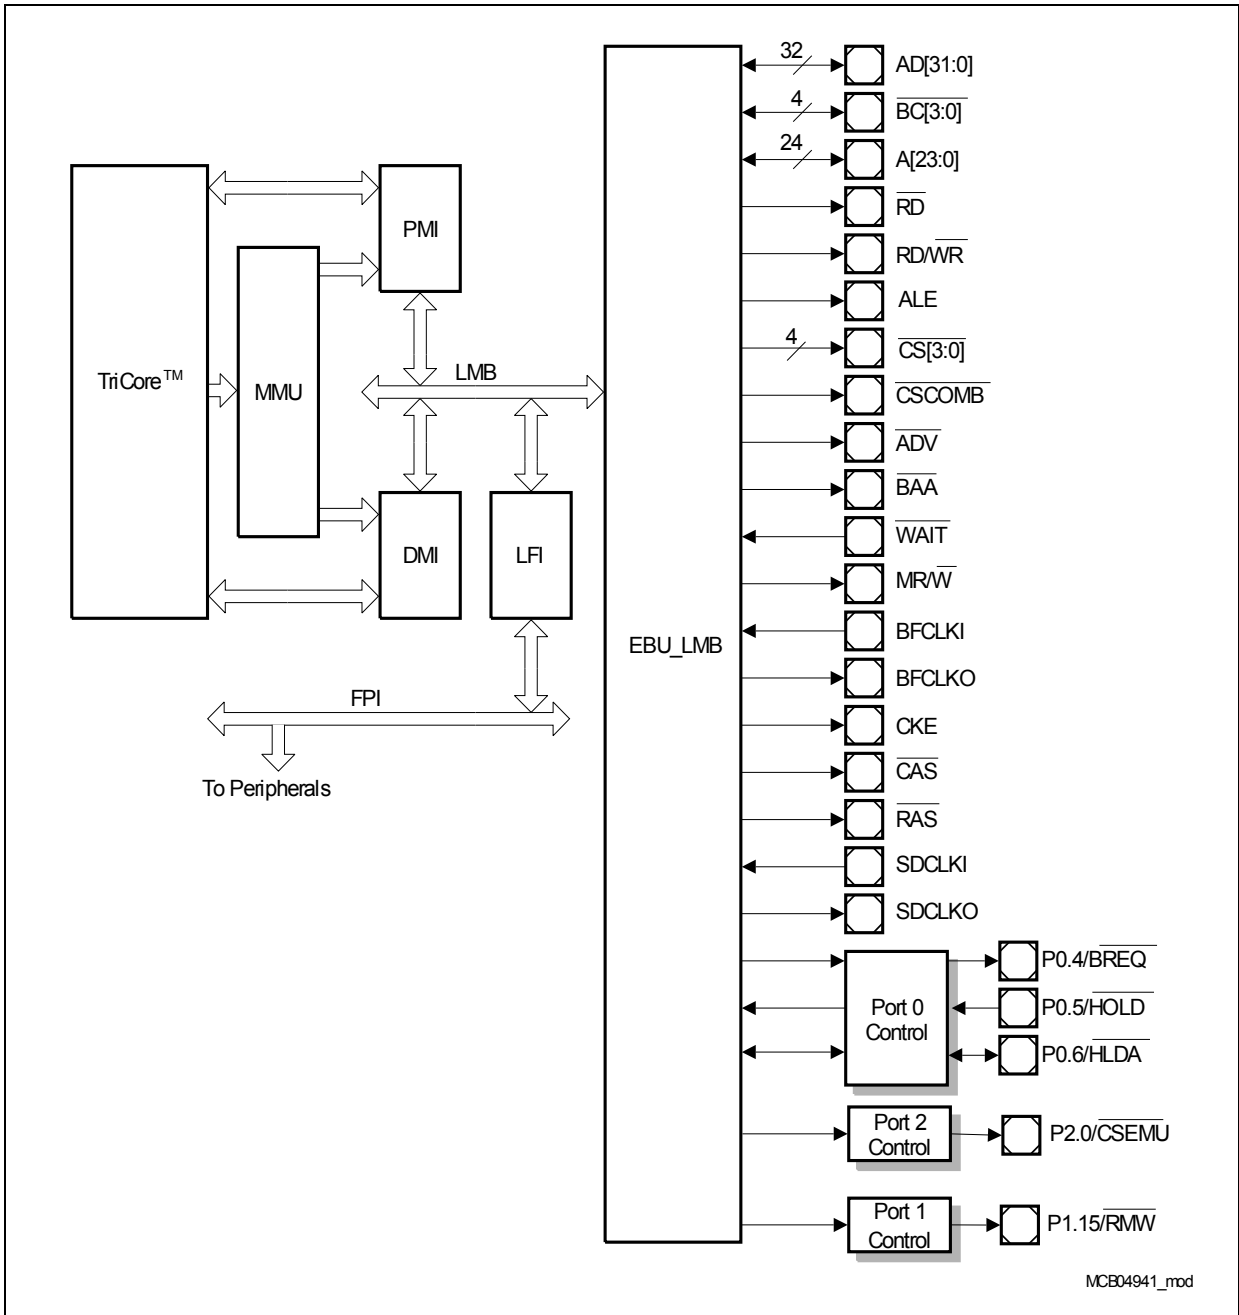 32
AD[31:0]
4
BC[3:0]
24
A[23:0]
RD
RD/WR
ALE
4
CS[3:0]
CSCOMB
ADV
BAA
WAIT
MR/W
BFCLKI
BFCLKO
CKE
CAS
RAS
SDCLKI
SDCLKO
TriCore™
MMU
PMI
LMB
DMI
LFI
FPI
To Peripherals
EBU_LMB
Port 0
Control
P0.4/BREQ
P0.5/HOLD
P0.6/HLDA
Port 2
Control
P2.0/CSEMU
Port 1
Control
P1.15/RMW
MCB04941_mod